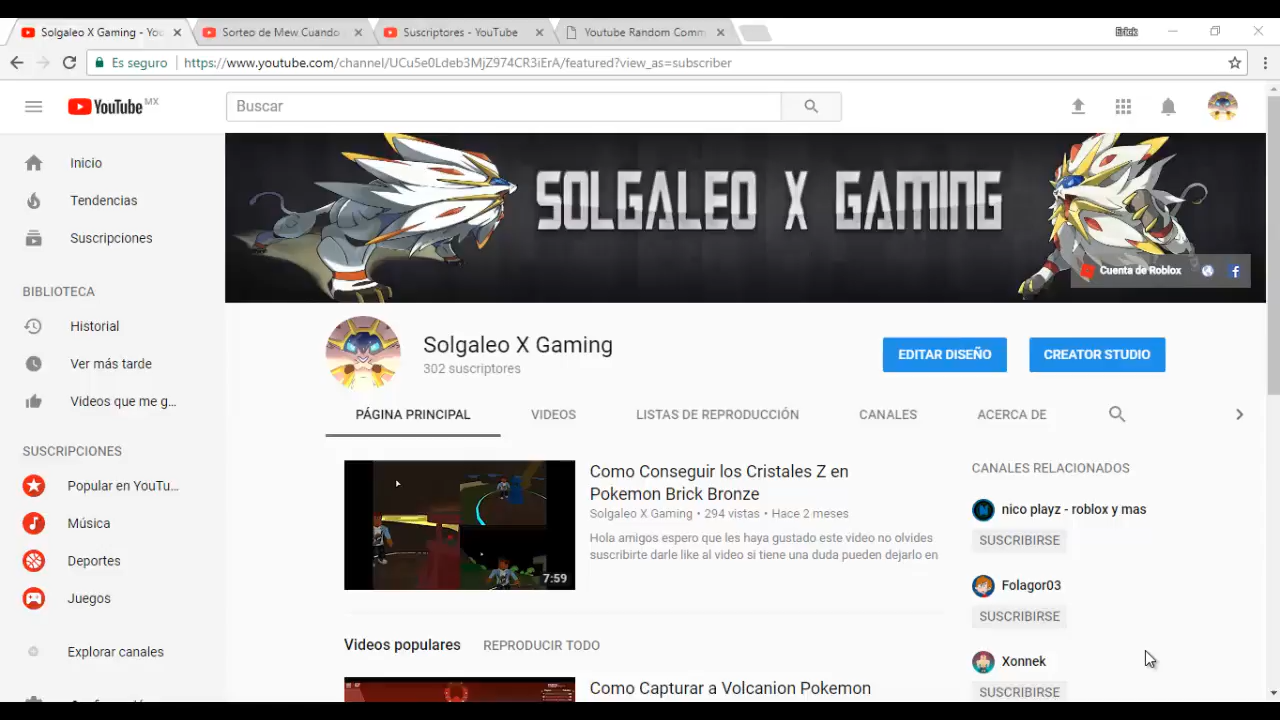 Solgaleo X Gaming - You
Sorteo de Mew Cuando
Suscriptores - YouTube
Youtube Random Comm
Erick
Es seguro
https://www.youtube.com/channel/UCu5e0Ldeb3MjZ974CR3iErA/featured?view_as=subscriber
YouTube MX
Buscar
Inicio
Tendencias
Suscripciones
BIBLIOTECA
Historial
Ver más tarde
Videos que me g...
SUSCRIPCIONES
Popular en YouTu...
Música
Deportes
Juegos
Explorar canales
SOLGALEO X GAMING
Cuenta de Roblox
Solgaleo X Gaming
302 suscriptores
EDITAR DISEÑO
CREATOR STUDIO
PÁGINA PRINCIPAL
VIDEOS
LISTAS DE REPRODUCCIÓN
CANALES
ACERCA DE
7:59
Como Conseguir los Cristales Z en
Pokemon Brick Bronze
Solgaleo X Gaming • 294 vistas • Hace 2 meses
Hola amigos espero que les haya gustado este video no olvides
suscribirte darle like al video si tiene una duda pueden dejarlo en
Videos populares
REPRODUCIR TODO
Como Capturar a Volcanion Pokemon
CANALES RELACIONADOS
nico playz - roblox y mas
SUSCRIBIRSE
Folagor03
SUSCRIBIRSE
Xonnek
SUSCRIBIRSE